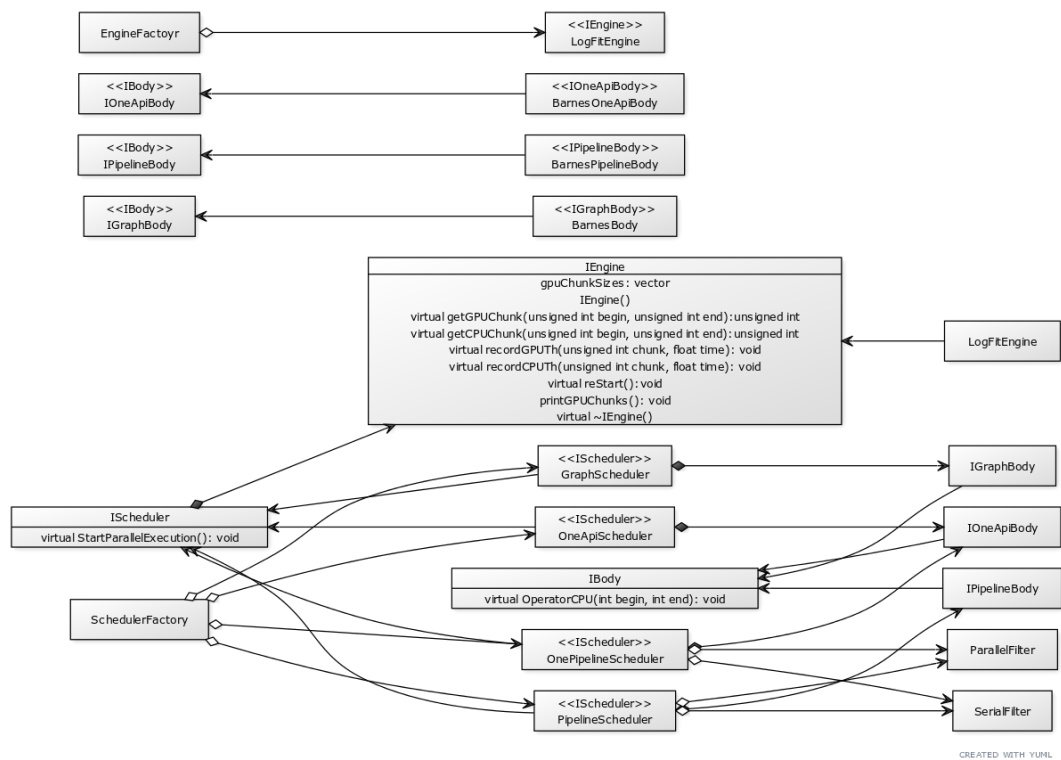 EngineFactoyr
<<IEngine>>
LogFitEngine
<<IBody>>
IOneApiBody
<<IOneApiBody>>
BarnesOneApiBody
<<IBody>>
IPipelineBody
<<IPipelineBody>>
BarnesPipelineBody
<<IBody>>
IGraphBody
<<IGraphBody>>
BarnesBody
IEngine
gpuChunkSizes: vector
IEngine()
virtual getGPUChunk(unsigned int begin, unsigned int end):unsigned int
virtual getCPUChunk(unsigned int begin, unsigned int end):unsigned int
virtual recordGPUTh(unsigned int chunk, float time): void
virtual recordCPUTh(unsigned int chunk, float time): void
virtual reStart():void
printGPUChunks(): void
virtual ~IEngine()
LogFitEngine
<<IScheduler>>
GraphScheduler
IGraphBody
IScheduler
virtual StartParallelExecution(): void
<<IScheduler>>
OneApiScheduler
IOneApiBody
IBody
virtual OperatorCPU(int begin, int end): void
IPipelineBody
SchedulerFactory
<<IScheduler>>
OnePipelineScheduler
ParallelFilter
<<IScheduler>>
PipelineScheduler
SerialFilter
CREATED WITH YUML